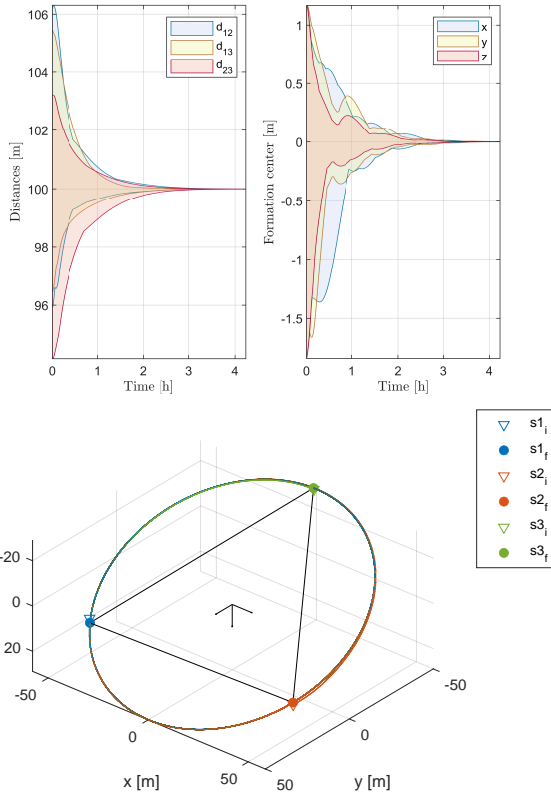 106
104
102
100
98
96
0
1
2
3
4
Distances [m]
Time [h]
d12
d13
d23
1
0.5
0
-0.5
-1
-1.5
0
1
2
3
4
Formation center [m]
Time [h]
x
y
z
-20
0
20
-50
0
50
x [m]
50
0
-50
y [m]
s1i
s1f
s2i
s2f
s3i
s3f